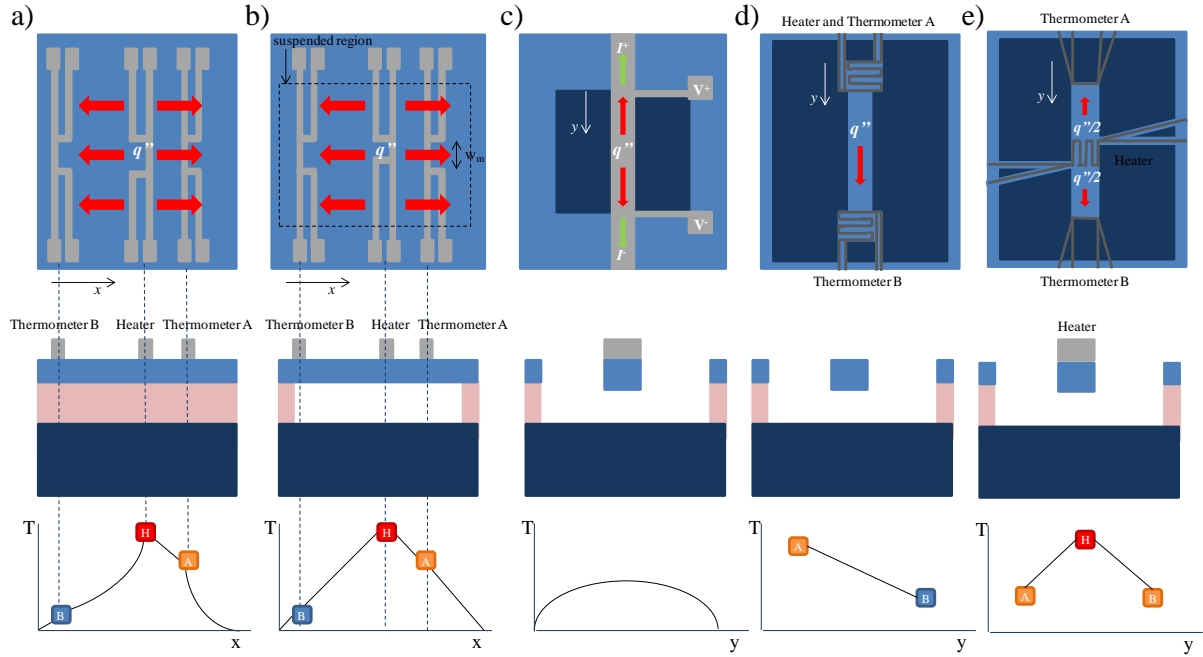 a)
b)
c)
d)
e)
suspended region
q”
x
q”
wm
x
I+
V+
y
q”
V-
I-
Heater and Thermometer A
y
q”
Thermometer B
Thermometer A
y
q”/2
Heater
q”/2
Thermometer B
Thermometer B
Heater
Thermometer A
Thermometer B
Heater
Thermometer A
Heater
T
H
A
B
x
T
H
A
B
x
T
y
T
A
B
y
T
H
A
B
y